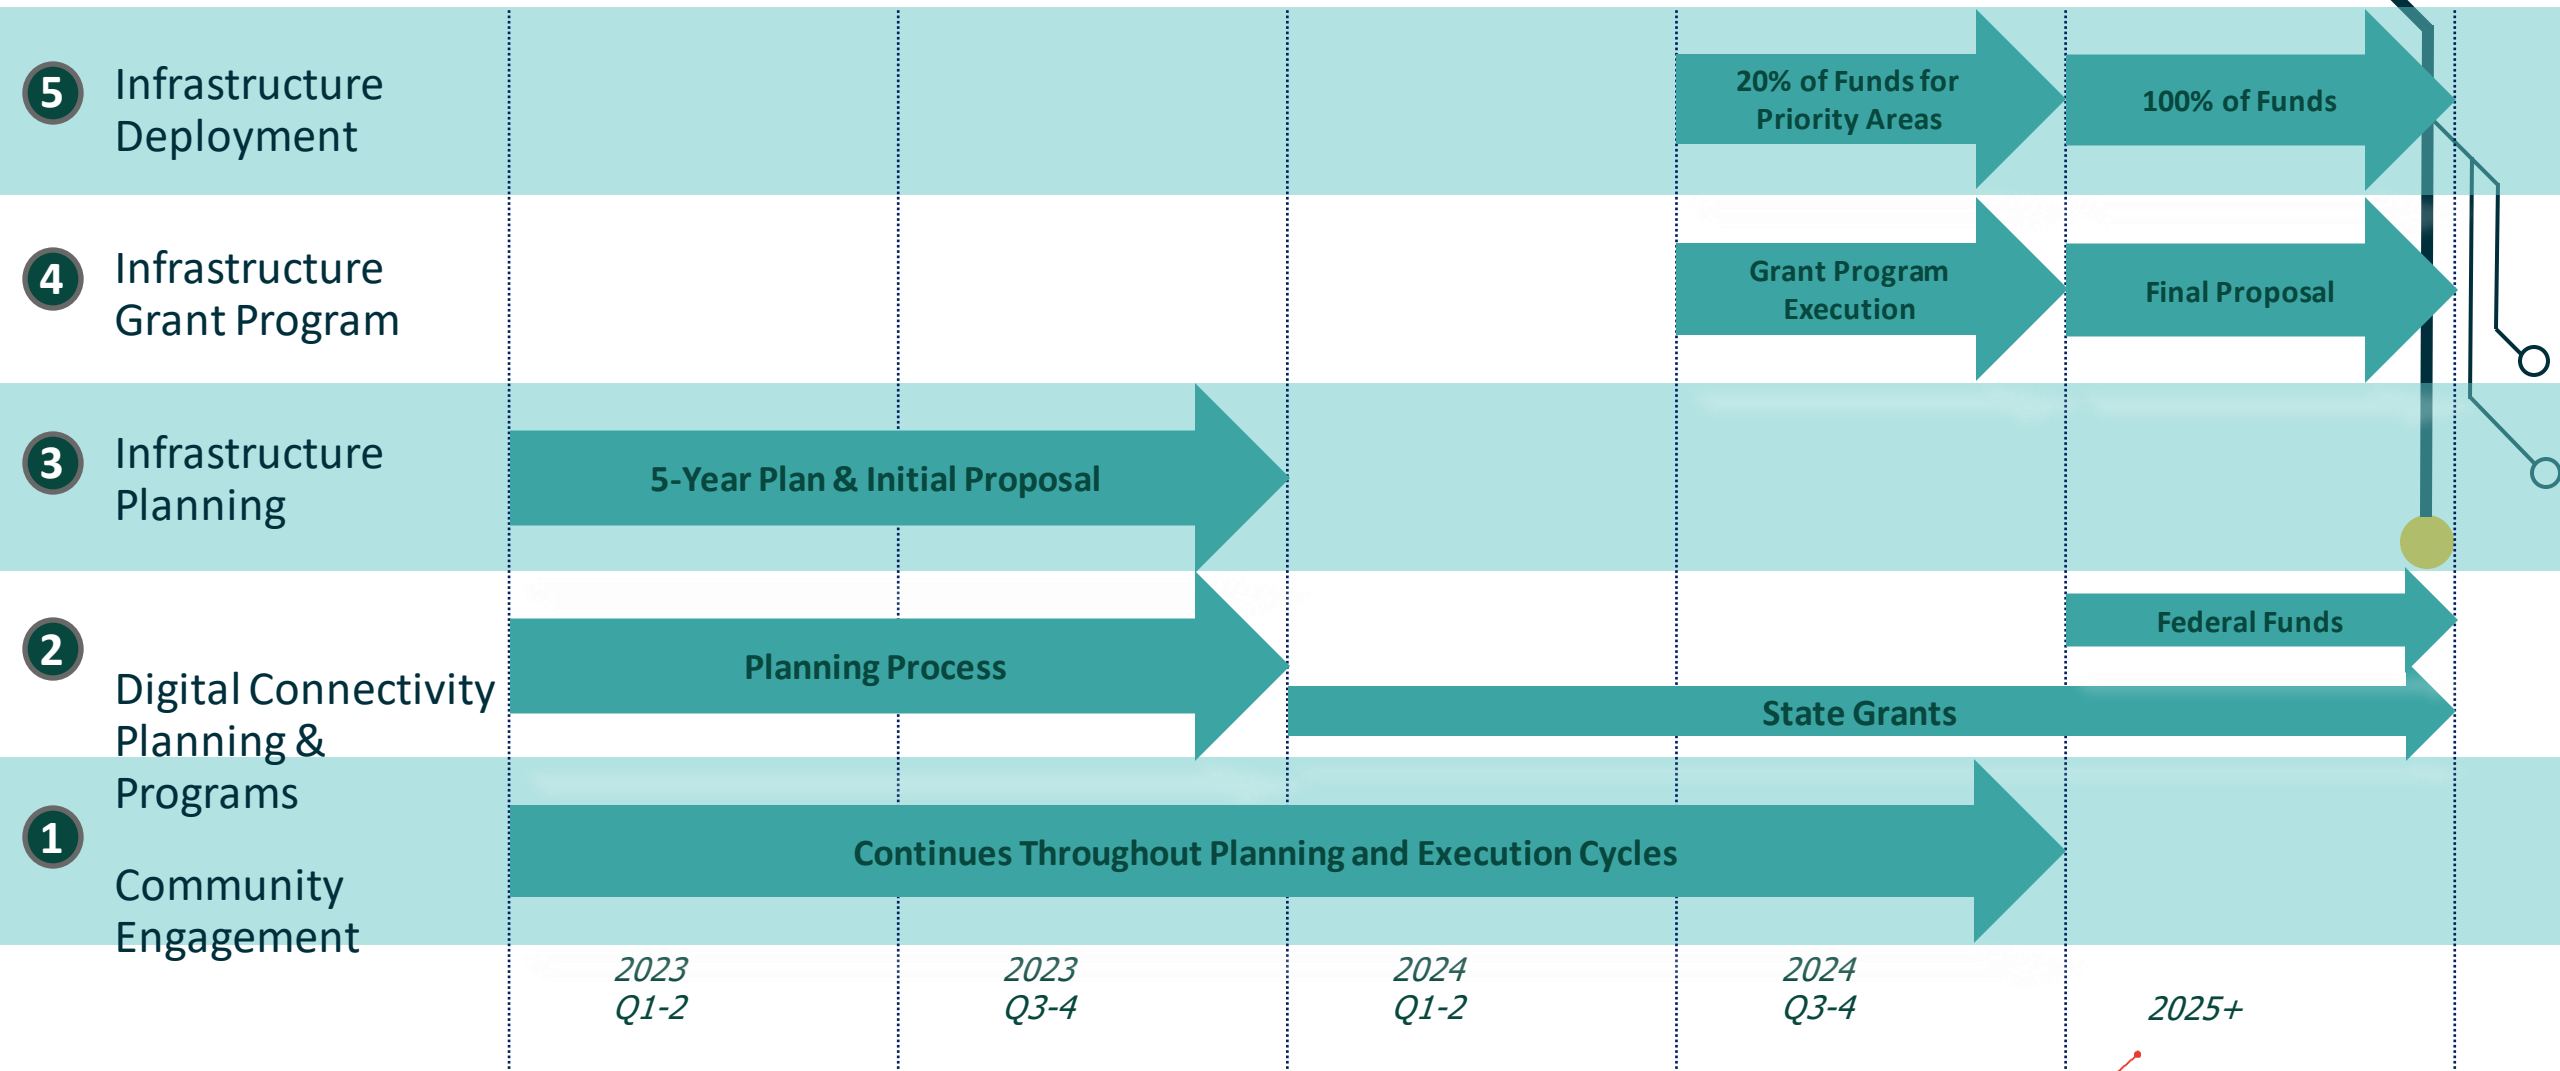 5
Infrastructure
Deployment
20% of Funds for
Priority Areas
100% of Funds
4
Infrastructure
Grant Program
Grant Program
Execution
Final Proposal
3
Infrastructure
Planning
5-Year Plan & Initial Proposal
2
Digital Connectivity
Planning &
Programs
Planning Process
Federal Funds
State Grants
1
Community
Engagement
Continues Throughout Planning and Execution Cycles
2023
Q1-2
2023
Q3-4
2024
Q1-2
2024
Q3-4
2025+